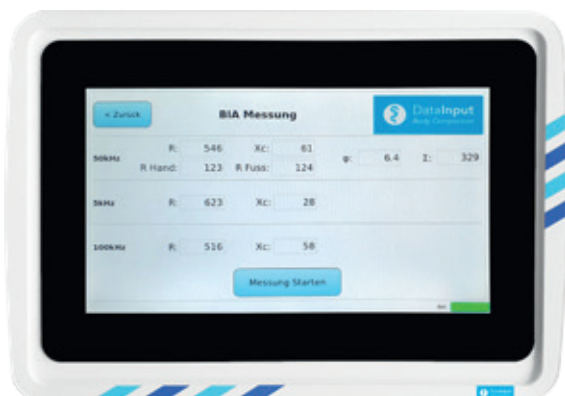 < Zurück
BIA Messung
DataInput
Body Composition
50kHz
R: 546 Xc: 61 φ: 6.4 Σ: 329
R Hand: 123 R Fuss: 124
5kHz R: 623 Xc: 28
100kHz R: 516 Xc: 58
Messung Starten